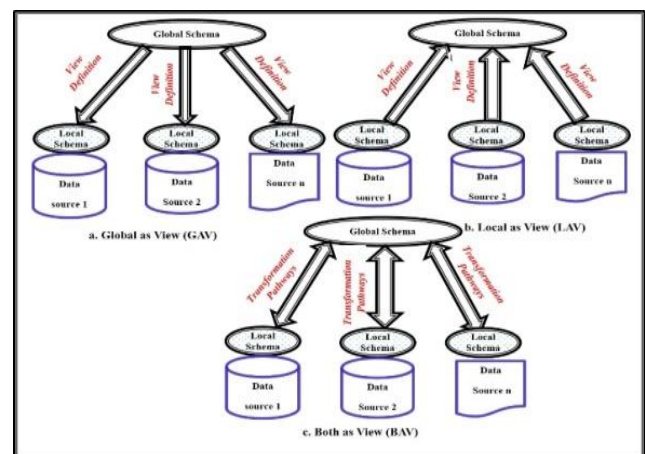 Global Schema
View
Definition
View
Definition
View
Definition
Local
Schema
Local
Schema
Local
Schema
Data
source 1
Data
Source 2
Data
Source n
a. Global as View (GAV)
Global Schema
View
Definition
View
Definition
View
Definition
Local
Schema
Local
Schema
Local
Schema
Data
Source 1
Data
Source 2
Data
Source n
b. Local as View (LAV)
Global Schema
Transformation
Pathways
Transformation
Pathways
Transformation
Pathways
Local
Schema
Local
Schema
Local
Schema
Data
source 1
Data
Source 2
Data
Source n
c. Both as View (BAV)